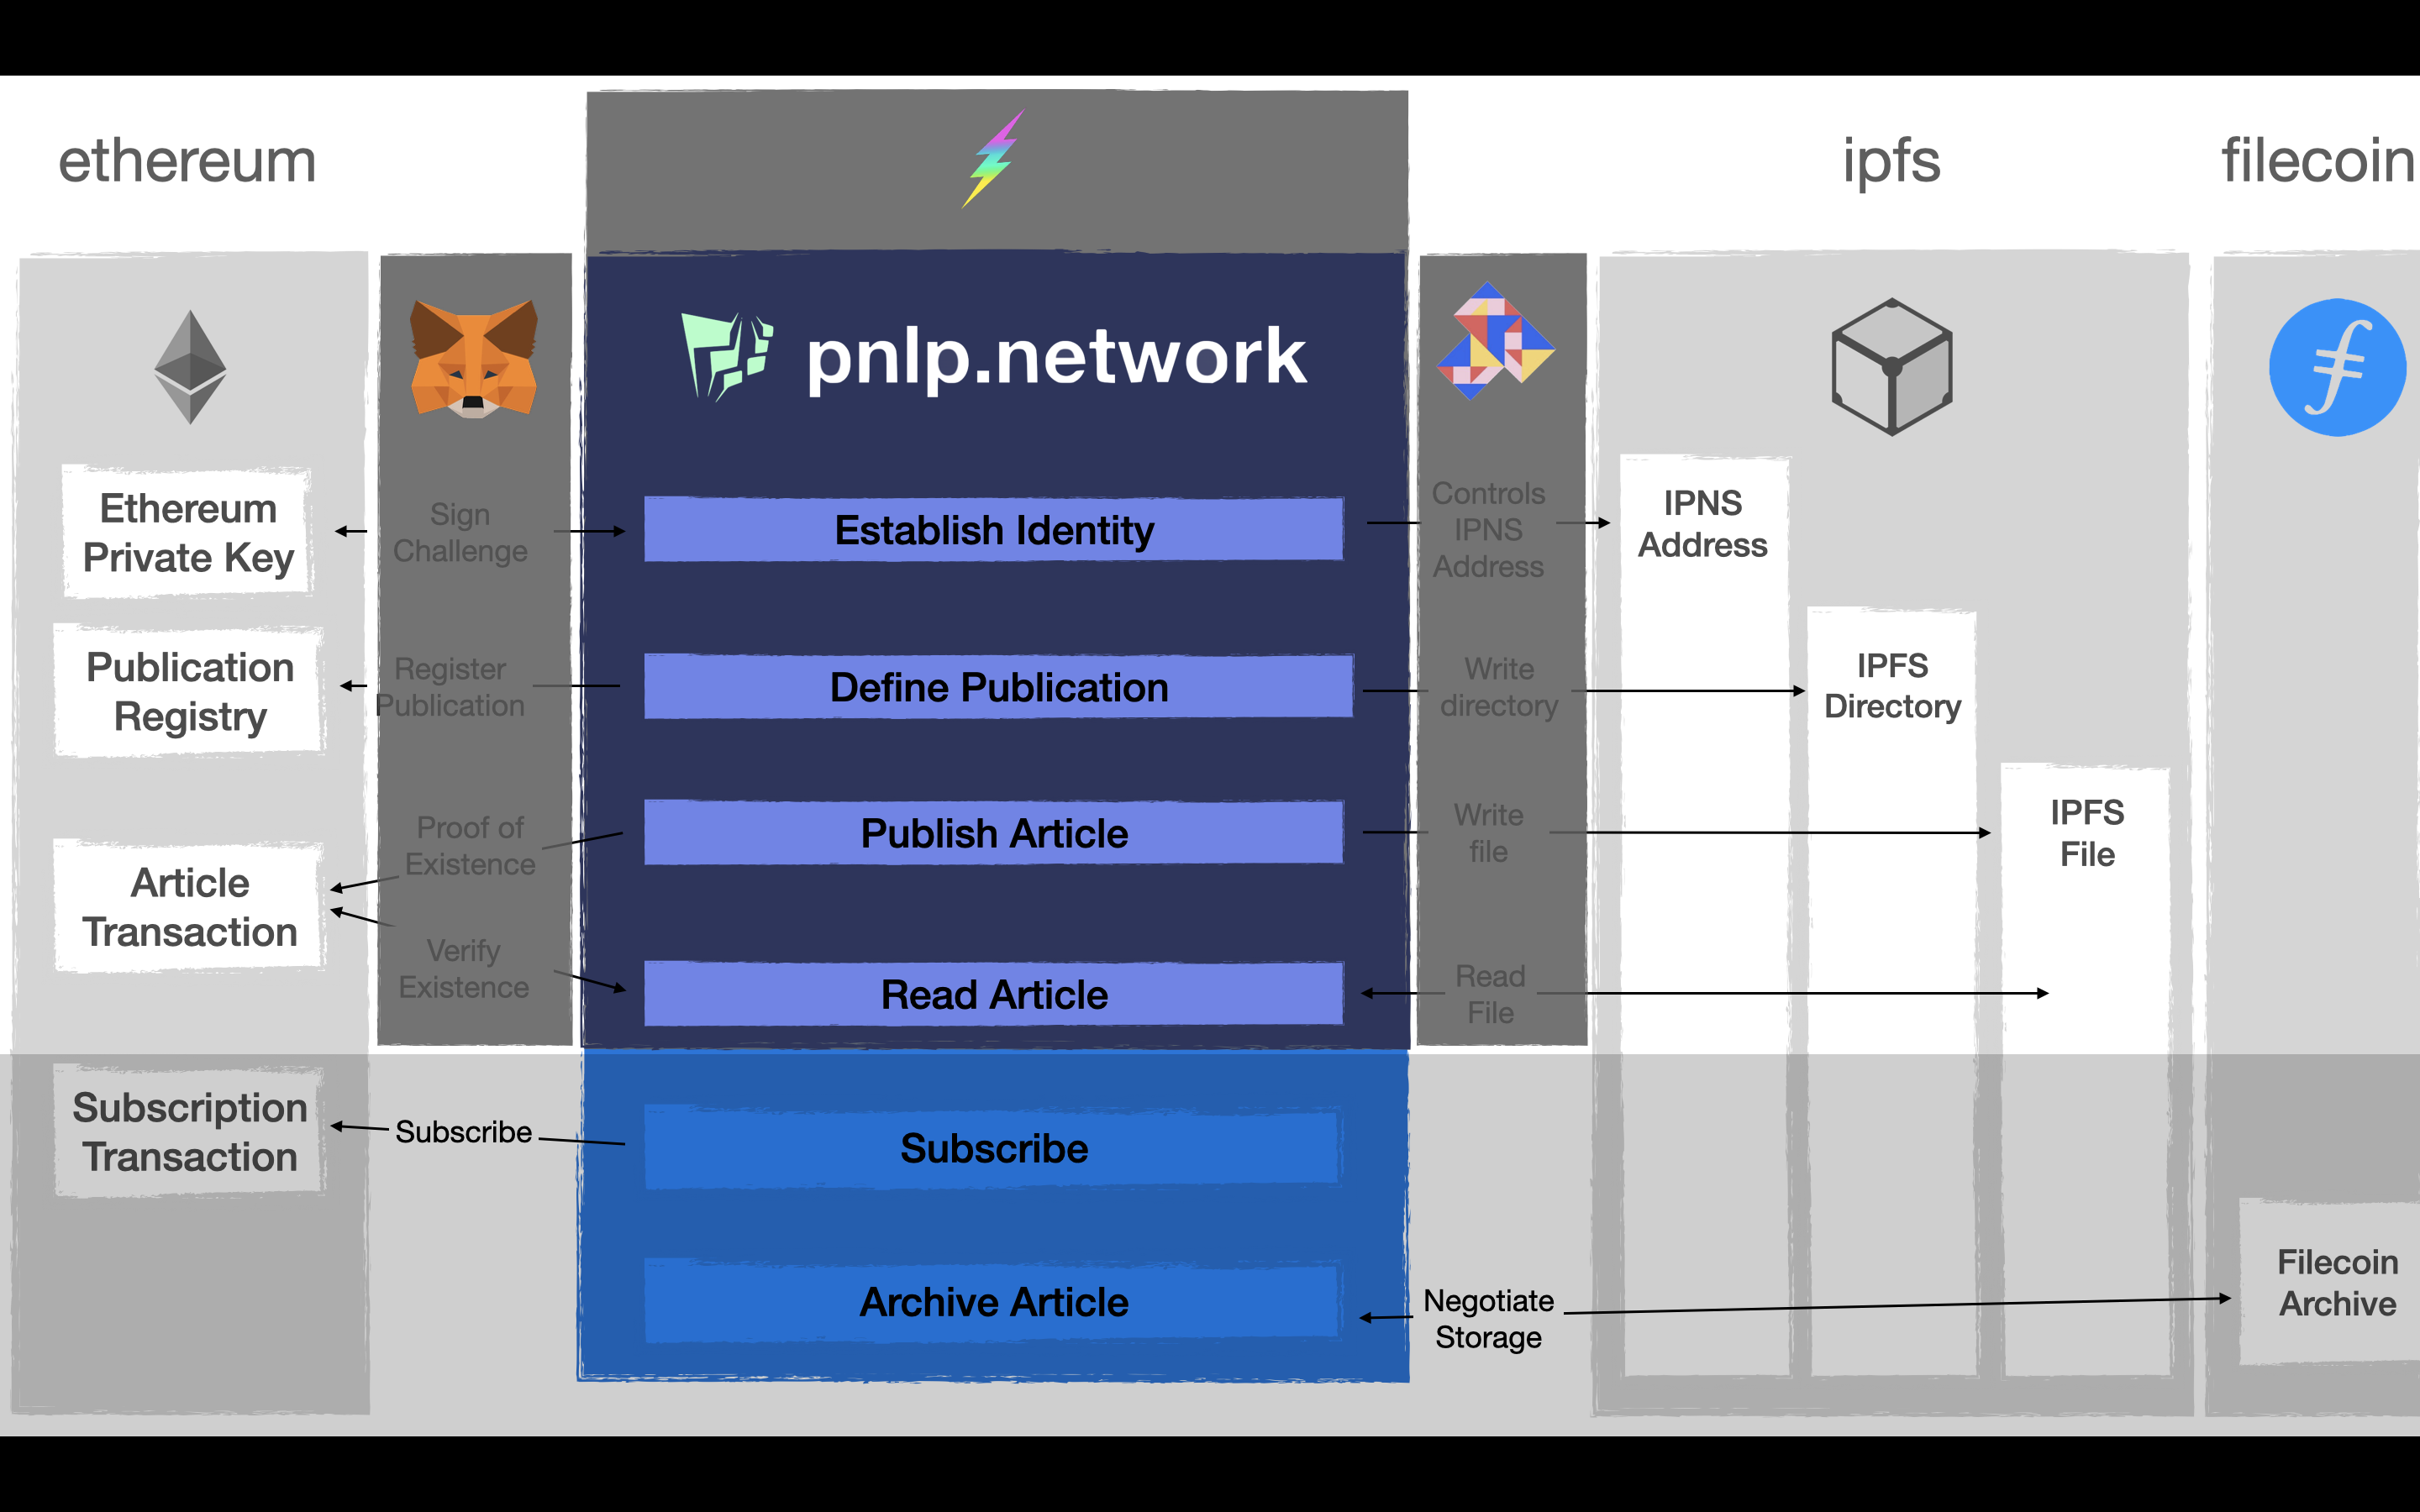 ethereum
ipfs
filecoin
pnlp.network
Ethereum
Private Key
Sign
Challenge
Establish Identity
Controls
IPNS
Address
IPNS
Address
Publication
Registry
Register
Publication
Define Publication
Write
directory
IPFS
Directory
Article
Transaction
Proof of
Existence
Publish Article
Write
file
IPFS
File
Verify
Existence
Read Article
Read
File
Subscription
Transaction
Subscribe
Subscribe
Archive Article
Negotiate
Storage
Filecoin
Archive